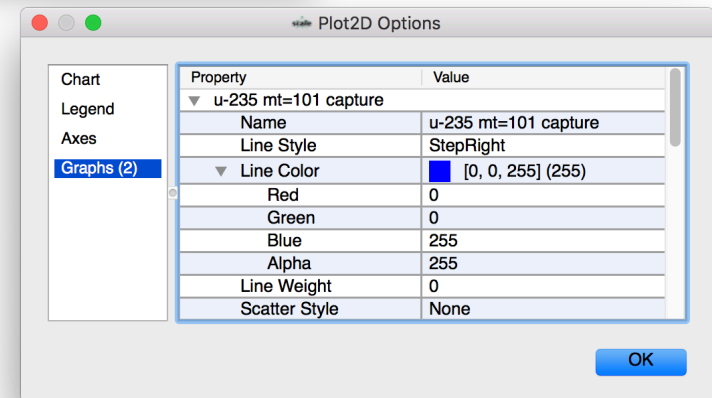 scale Plot2D Options
Chart
Legend
Axes
Graphs (2)
Property Value
u-235 mt=101 capture
Name u-235 mt=101 capture
Line Style StepRight
Line Color [0, 0, 255] (255)
Red 0
Green 0
Blue 255
Alpha 255
Line Weight 0
Scatter Style None
OK